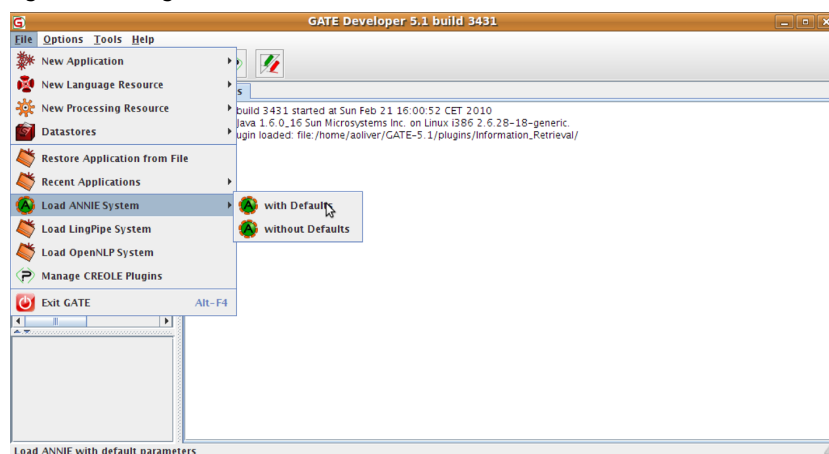 GATE Developer 5.1 build 3431
File Options Tools Help
New Application
New Language Resource
New Processing Resource
Datastores
Restore Application from File
Recent Applications
Load ANNIE System
Load LingPipe System
Load OpenNLP System
Manage CREOLE Plugins
Exit GATE Alt-F4
with Defaults
without Defaults
s
build 3431 started at Sun Feb 21 16:00:52 CET 2010
Java 1.6.0_16 Sun Microsystems Inc. on Linux i386 2.6.28-18-generic.
ugin loaded: file:/home/aoliver/GATE-5.1/plugins/Information_Retrieval/
Load ANNIE with default parameters